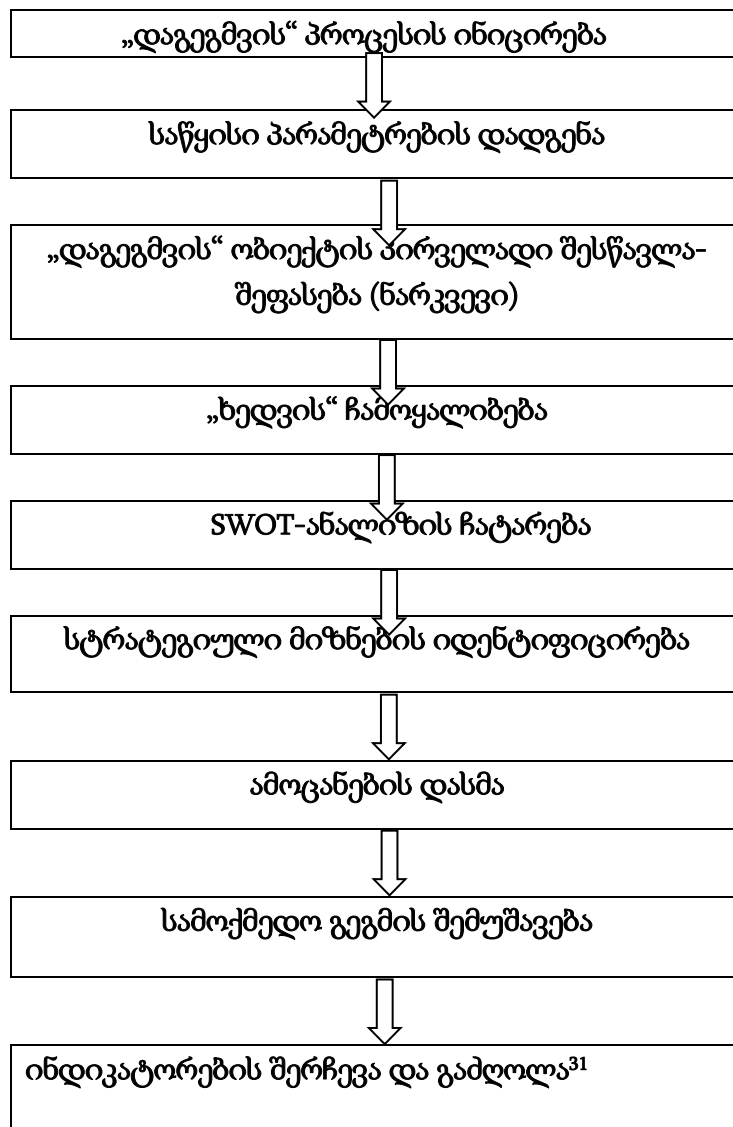 „დაგეგმვის“ პროცესის ინიცირება
საწყისი პარამეტრების დადგენა
„დაგეგმვის“ ობიექტის პირველადი შესწავლა-
შეფასება (ნარკვევი)
„ხედვის“ ჩამოყალიბება
SWOT-ანალიზის ჩატარება
სტრატეგიული მიზნების იდენტიფიცირება
ამოცანების დასმა
სამოქმედო გეგმის შემუშავება
ინდიკატორების შერჩევა და გაძღოლა³¹